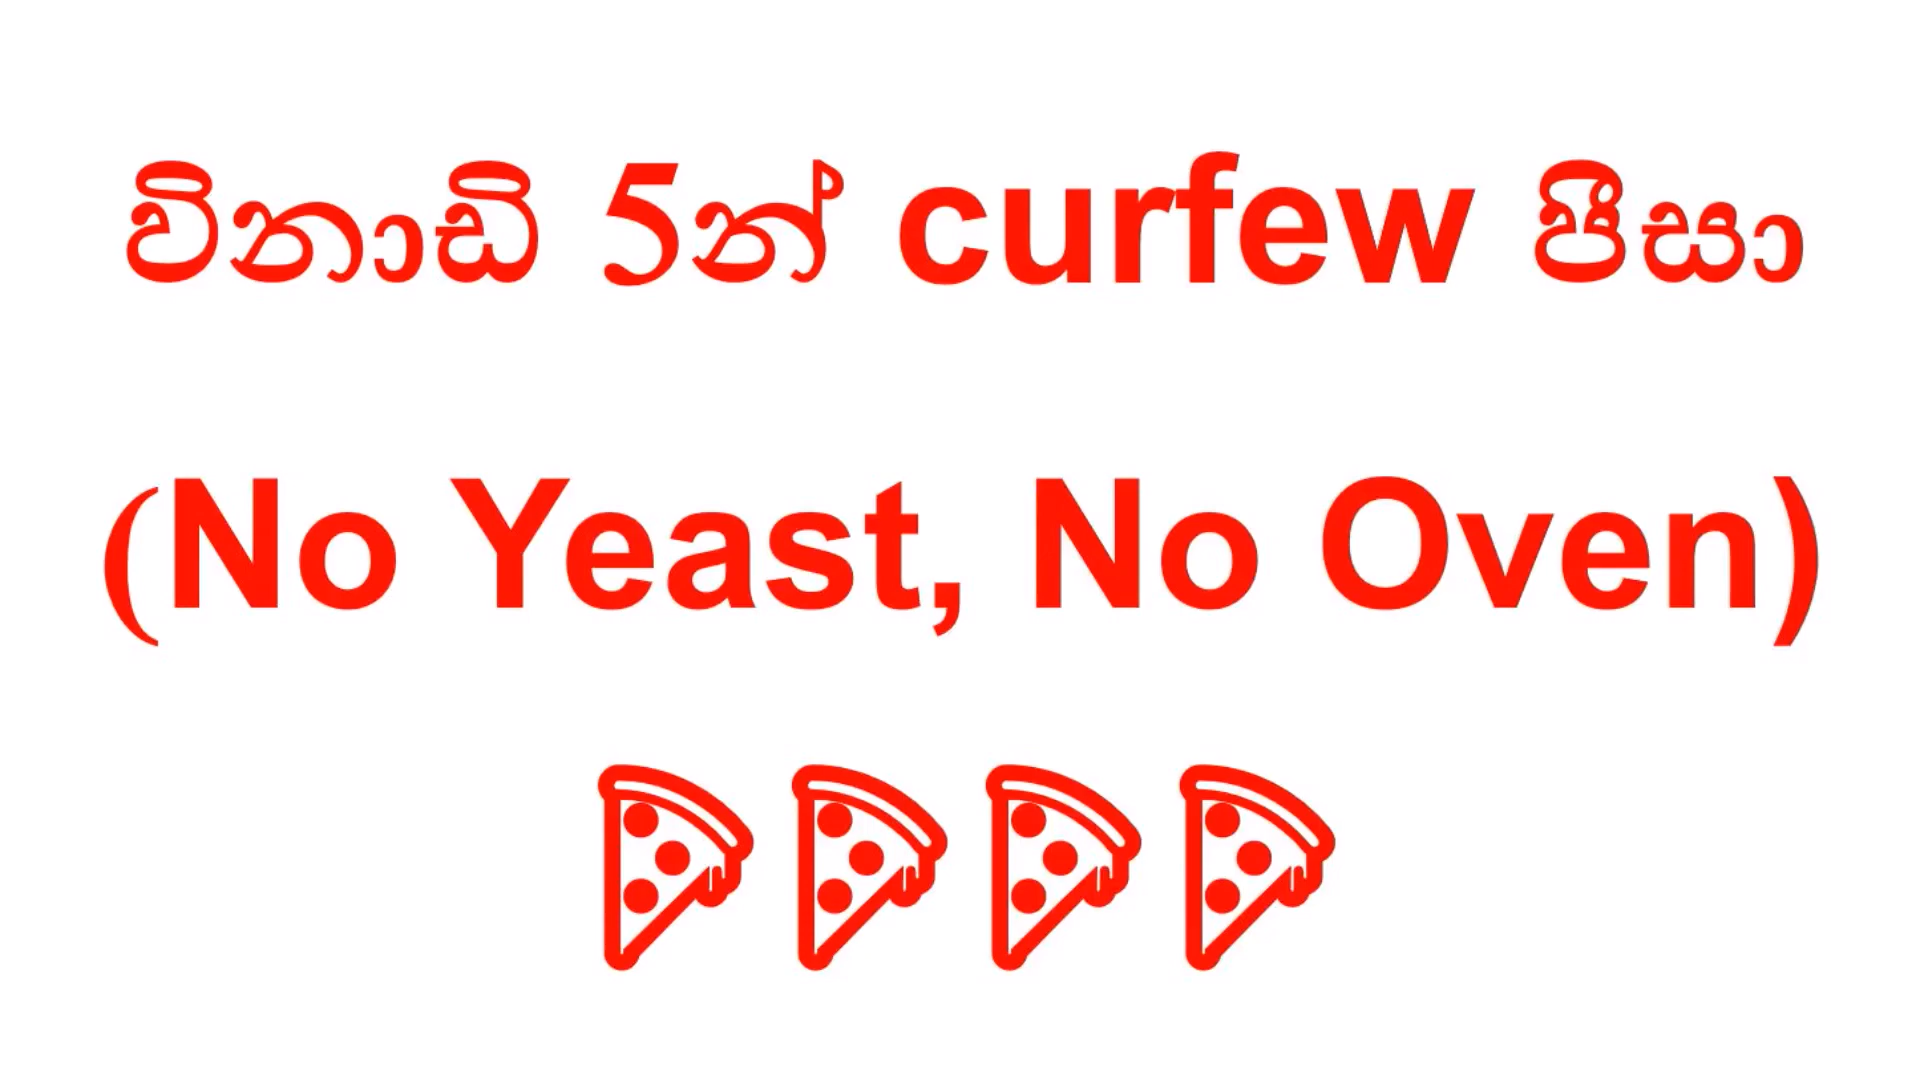 විනාඩි 5න් curfew පීසා
(No Yeast, No Oven)